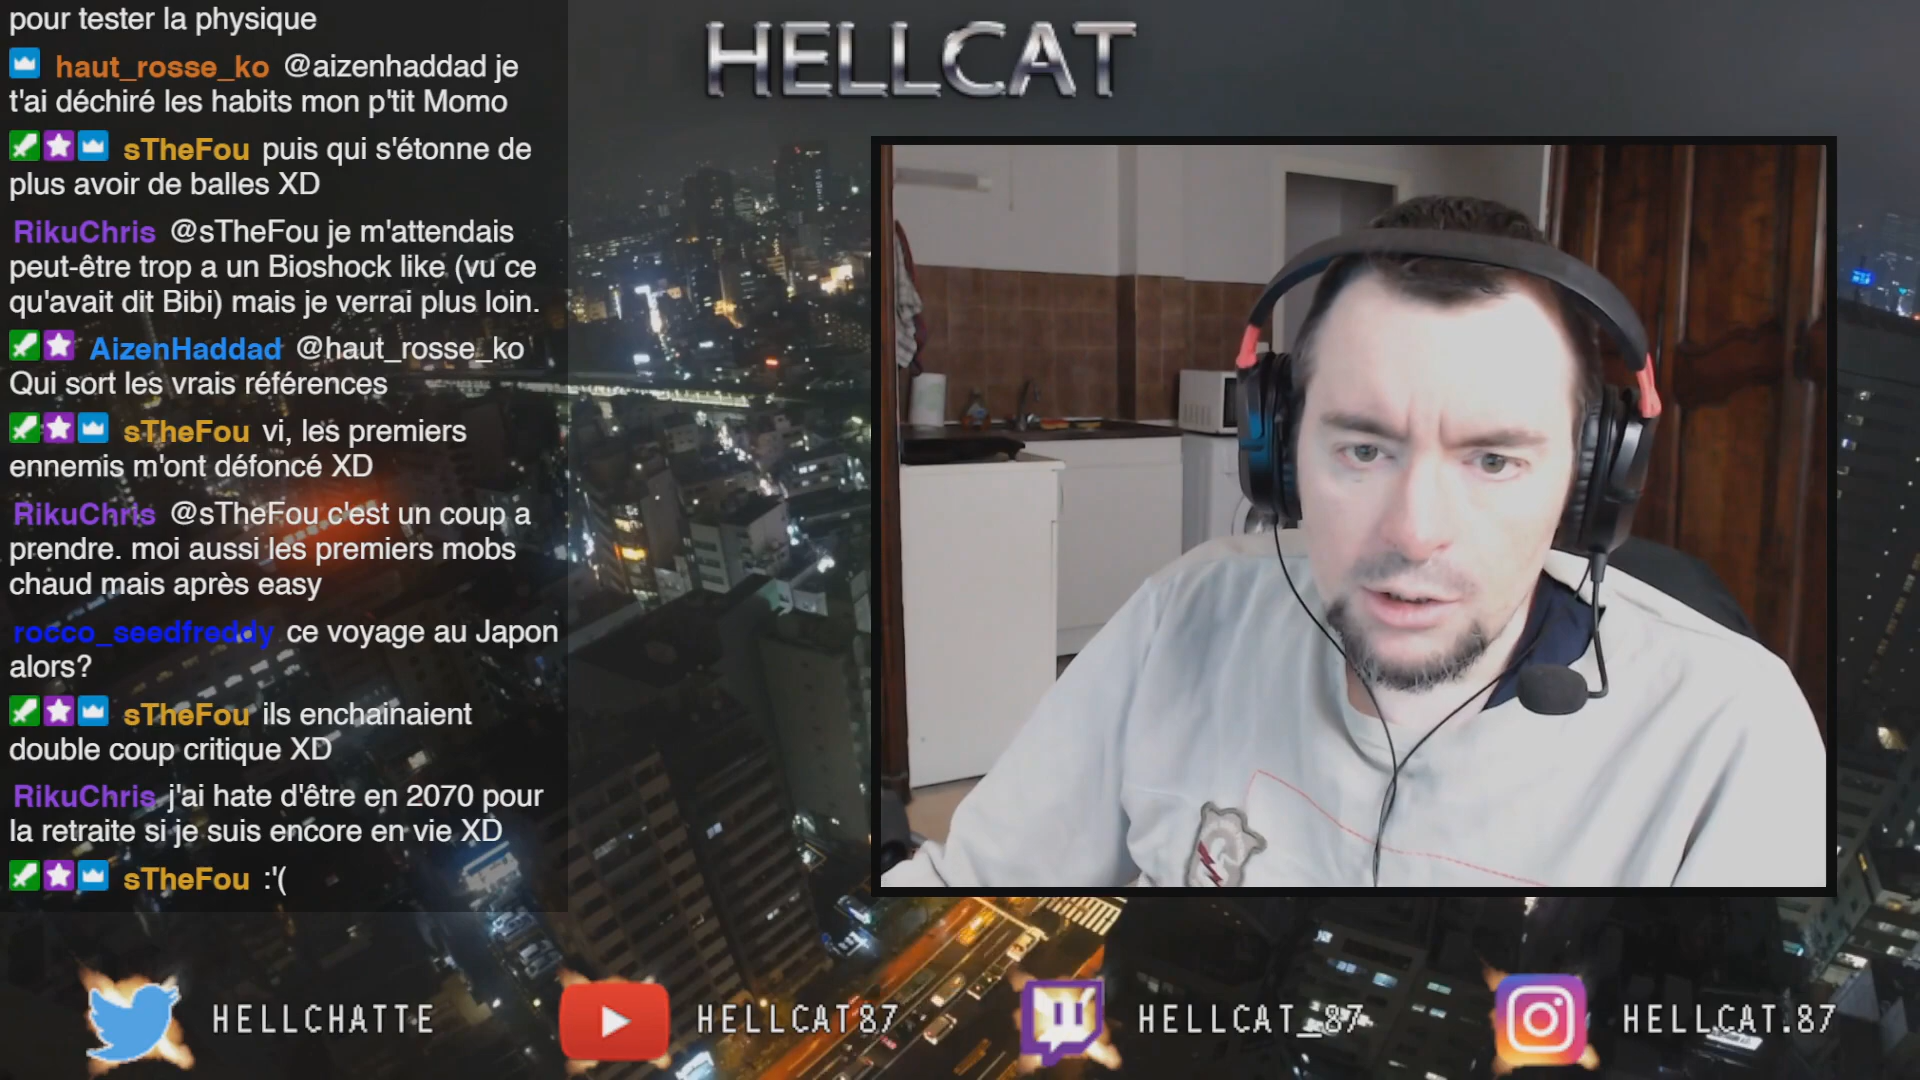 pour tester la physique
haut_rosse_ko @aizenhaddad je
t'ai déchiré les habits mon p'tit Momo
sTheFou puis qui s'étonne de
plus avoir de balles XD
RikuChris @sTheFou je m'attendais
peut-être trop a un Bioshock like (vu ce
qu'avait dit Bibi) mais je verrai plus loin.
AizenHaddad @haut_rosse_ko
Qui sort les vrais références
sTheFou vi, les premiers
ennemis m'ont défoncé XD
RikuChris @sTheFou c'est un coup a
prendre. moi aussi les premiers mobs
chaud mais après easy
rocco_seedfreddy ce voyage au Japon
alors?
sTheFou ils enchainaient
double coup critique XD
RikuChris j'ai hate d'être en 2070 pour
la retraite si je suis encore en vie XD
sTheFou :'(
HELLCAT
HELLCHATTE
HELLCAT87
HELLCAT_87
HELLCAT.87